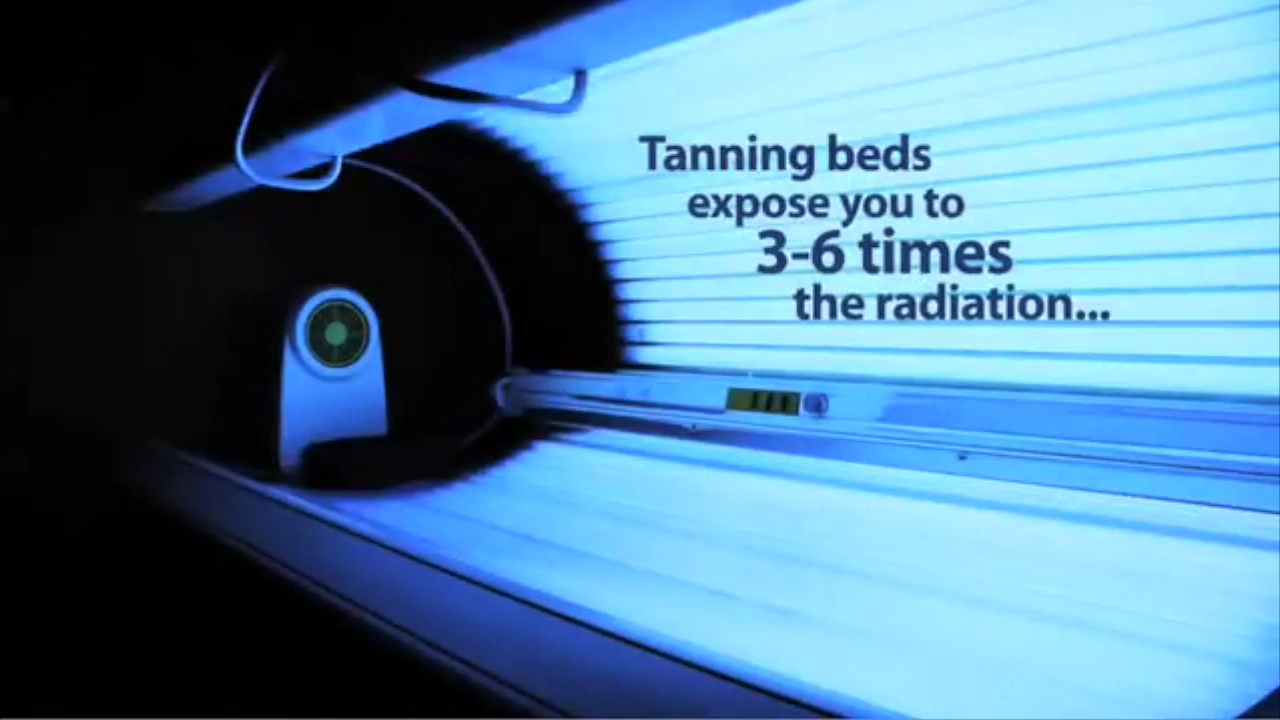 Tanning beds
expose you to
3-6 times
the radiation...